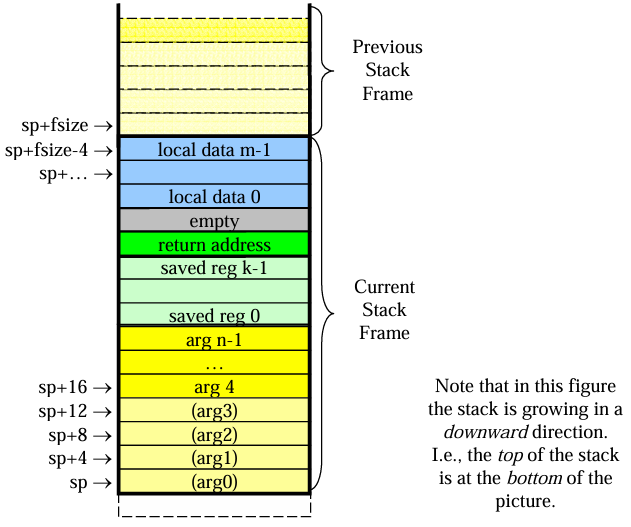 Previous
Stack
Frame
sp+fsize →
sp+fsize-4 → local data m-1
sp+… →
local data 0
empty
return address
saved reg k-1
saved reg 0
Current
Stack
Frame
arg n-1
…
sp+16 → arg 4
sp+12 → (arg3)
sp+8 → (arg2)
sp+4 → (arg1)
sp → (arg0)
Note that in this figure
the stack is growing in a
downward direction.
I.e., the top of the stack
is at the bottom of the
picture.